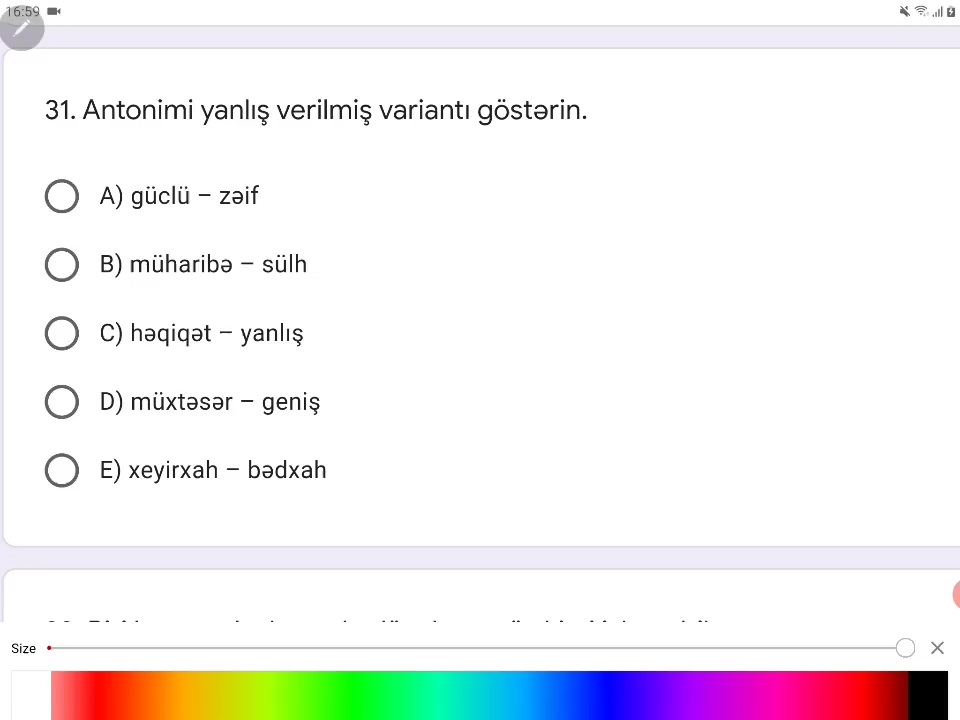 16:59
31. Antonimi yanlış verilmiş variantı göstərin.
A) güclü – zəif
B) müharibə – sülh
C) həqiqət – yanlış
D) müxtəsər – geniş
E) xeyirxah – bədxah
Size